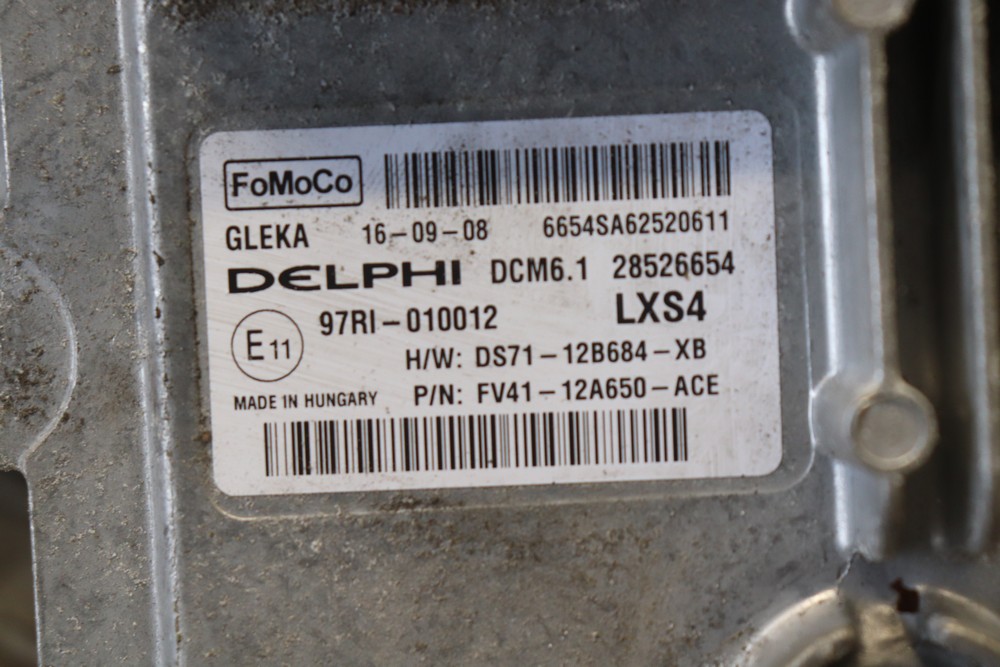 FoMoCo
GLEKA 16-09-08 6654SA62520611
DELPHI DCM6.1 28526654
E 11 97RI-010012 LXS4
H/W: DS71-12B684-XB
MADE IN HUNGARY P/N: FV41-12A650-ACE